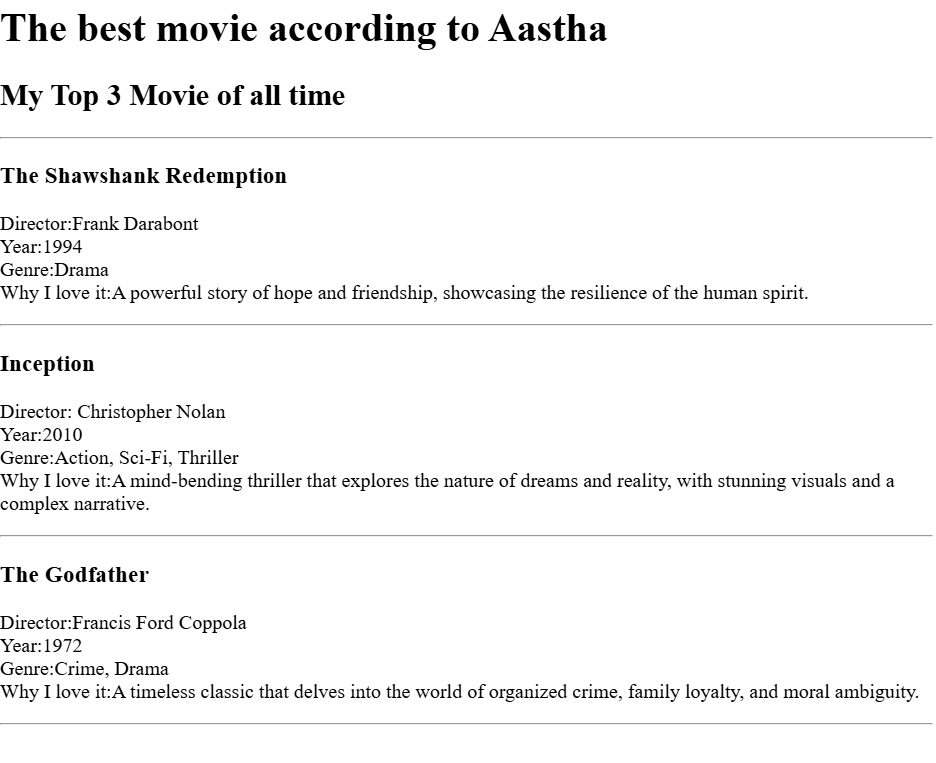 The best movie according to Aastha
My Top 3 Movie of all time
The Shawshank Redemption
Director:Frank Darabont
Year:1994
Genre:Drama
Why I love it:A powerful story of hope and friendship, showcasing the resilience of the human spirit.
Inception
Director: Christopher Nolan
Year:2010
Genre:Action, Sci-Fi, Thriller
Why I love it:A mind-bending thriller that explores the nature of dreams and reality, with stunning visuals and a
complex narrative.
The Godfather
Director:Francis Ford Coppola
Year:1972
Genre:Crime, Drama
Why I love it:A timeless classic that delves into the world of organized crime, family loyalty, and moral ambiguity.